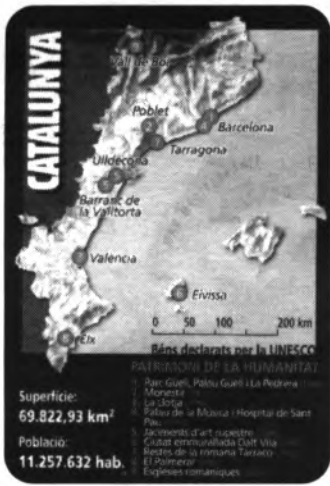 CATALUNYA
Vall de Boí
Poblet
Barcelona
Tarragona
Ulldecona
Barranc de
la Valltorta
València
Eivissa
Elx
0 50 100 200 km
Béns declarats per la UNESCO
PATRIMONI DE LA HUMANITAT
1. Parc Güell, Palau Güell i La Pedrera
2. Monestir
3. La Llotja
4. Palau de la Música i Hospital de Sant
Pau
5. Jaciments d'art rupestre
6. Ciutat emmurallada Dalt Vila
7. Restes de la romana Tarraco
8. El Palmerar
9. Esglésies romàniques
Superfície:
69.822,93 km²
Població:
11.257.632 hab.